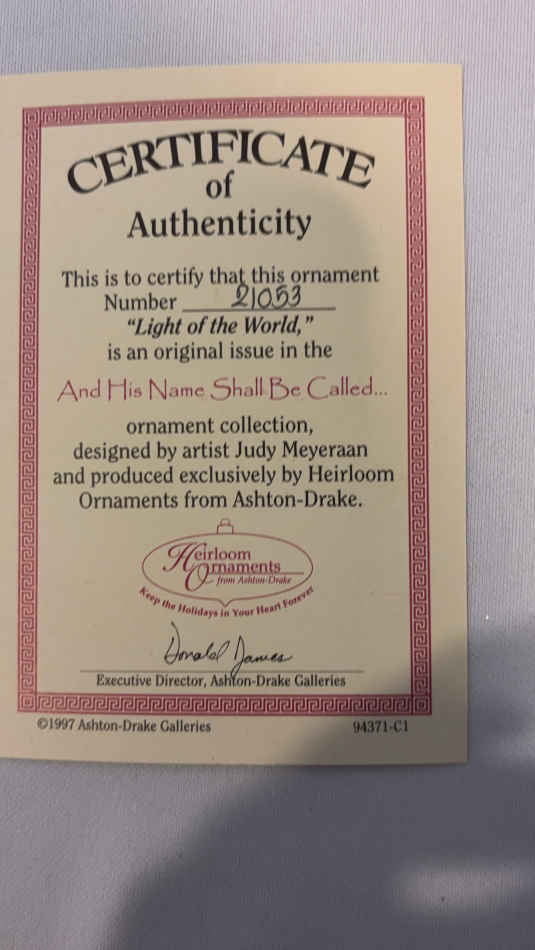 CERTIFICATE
of
Authenticity
This is to certify that this ornament
Number 21053
"Light of the World,"
is an original issue in the
And His Name Shall Be Called...
ornament collection,
designed by artist Judy Meyeraan
and produced exclusively by Heirloom
Ornaments from Ashton-Drake.
Heirloom
Ornaments
from Ashton-Drake
Keep the Holidays in Your Heart Forever
Donald James
Executive Director, Ashton-Drake Galleries
©1997 Ashton-Drake Galleries 94371-C1